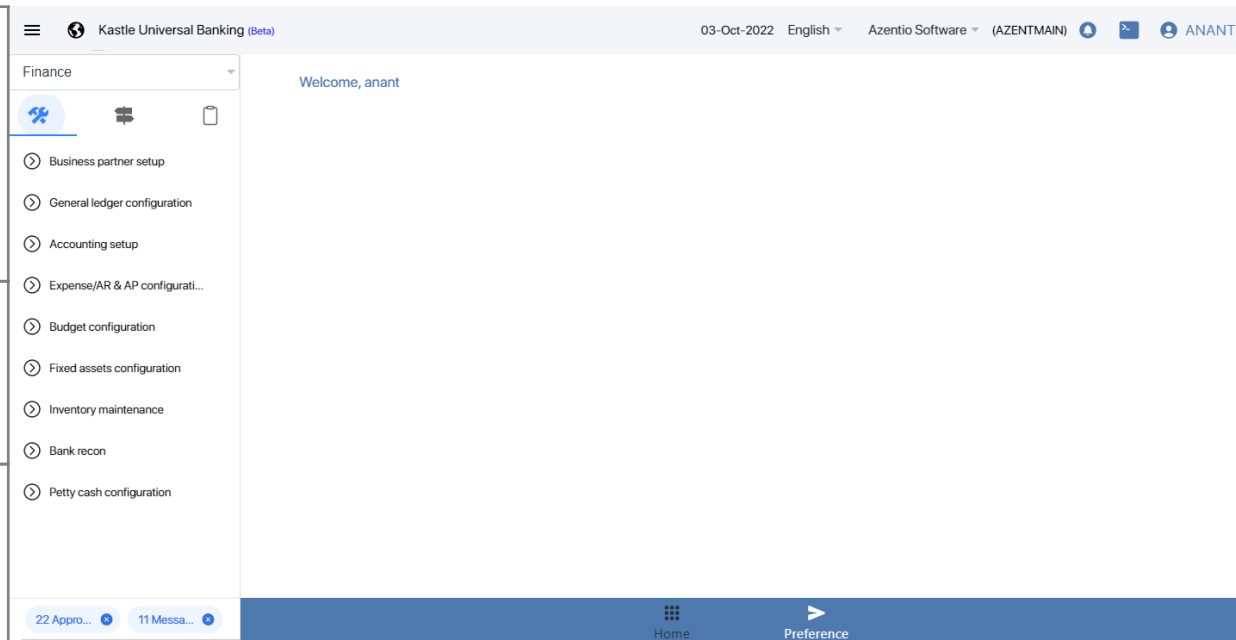 Kastle Universal Banking (Beta)
03-Oct-2022 English Azentio Software (AZENTMAIN) ANANT
Finance
Welcome, anant
Business partner setup
General ledger configuration
Accounting setup
Expense/AR & AP configurati...
Budget configuration
Fixed assets configuration
Inventory maintenance
Bank recon
Petty cash configuration
22 Appro... 11 Messa...
Home Preference